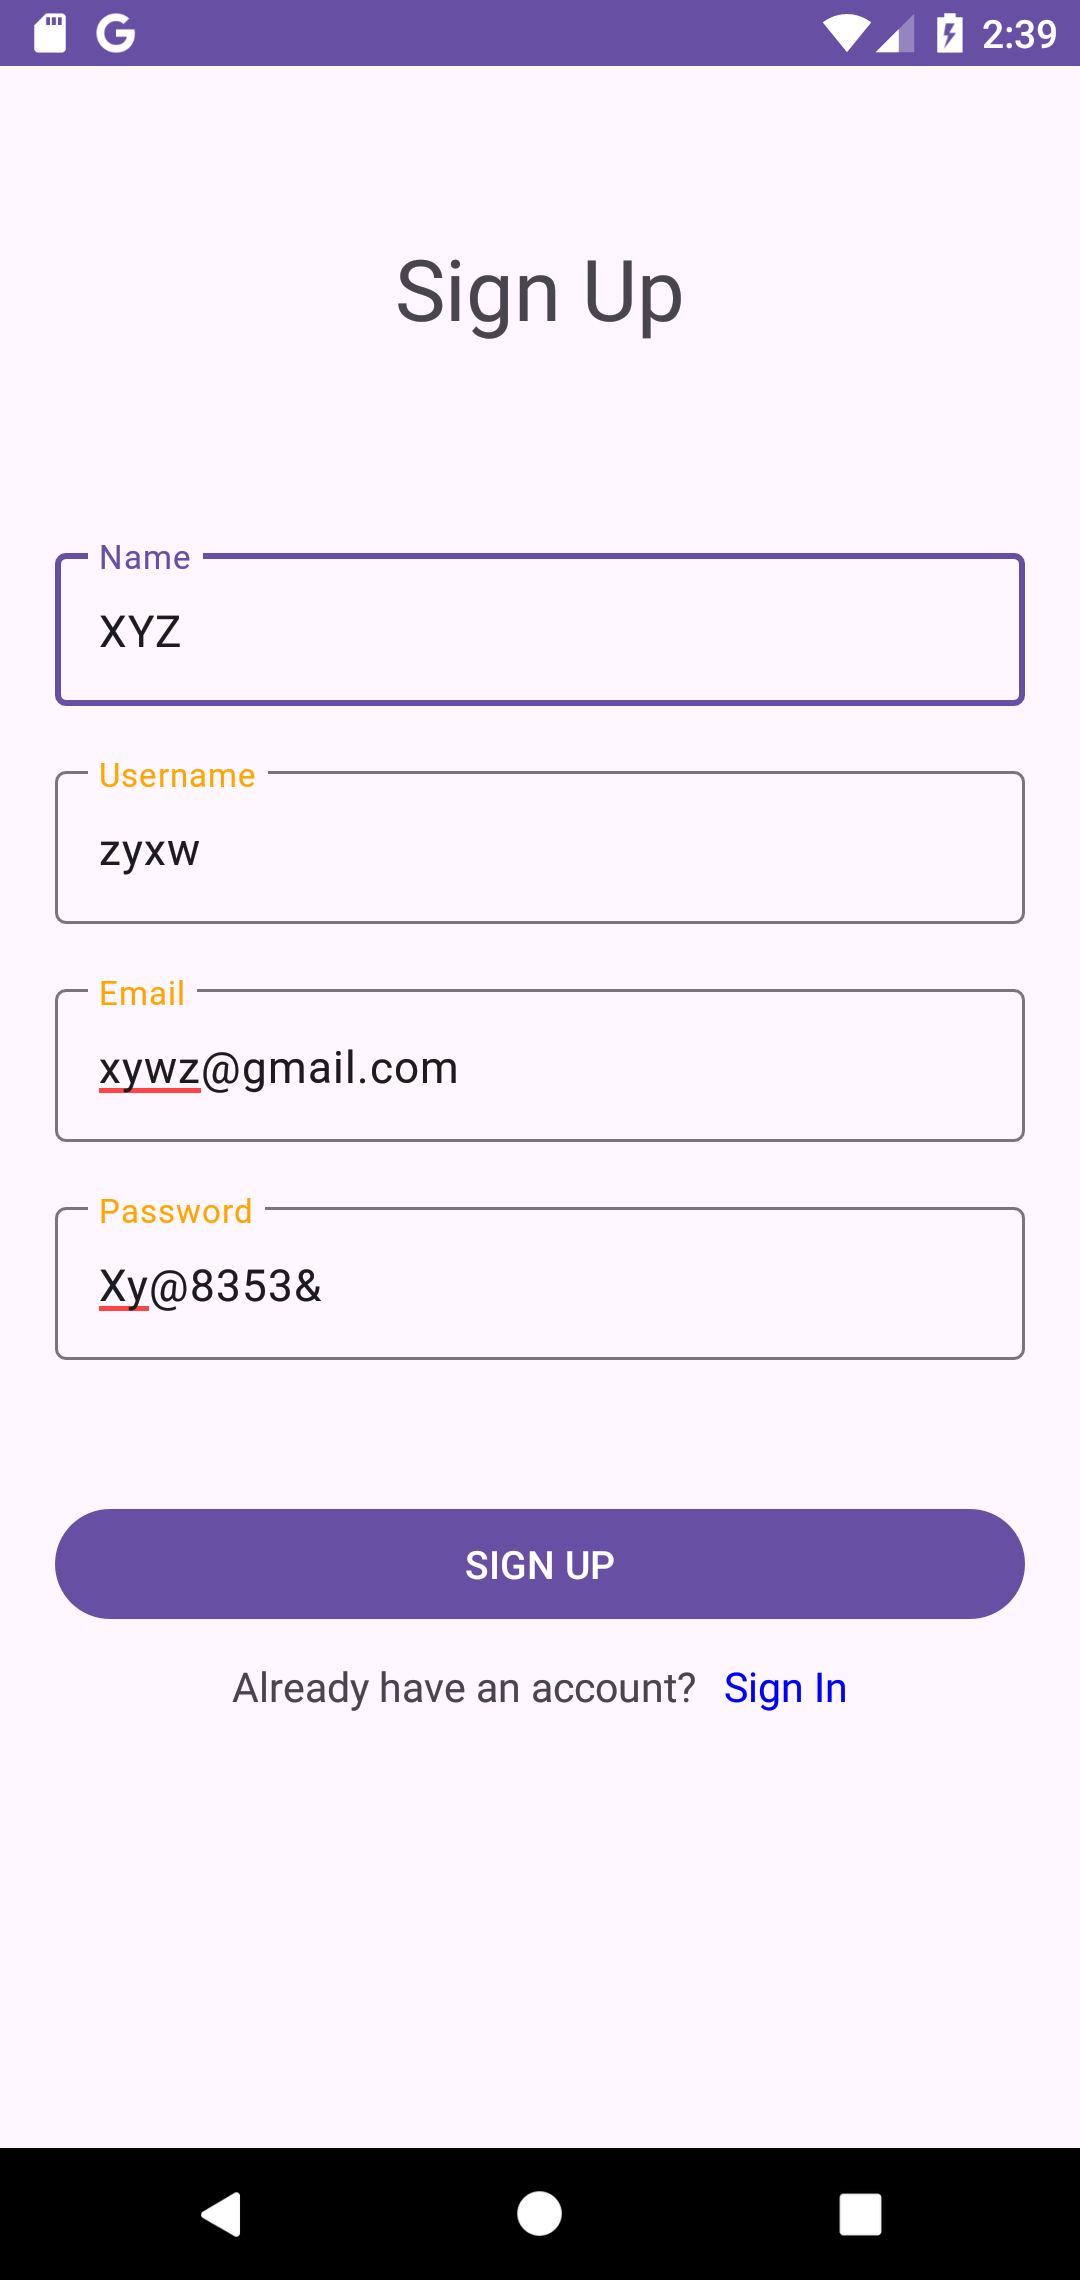 2:39
Sign Up
Name
XYZ
Username
zyxw
Email
xywz@gmail.com
Password
Xy@8353&
SIGN UP
Already have an account? Sign In